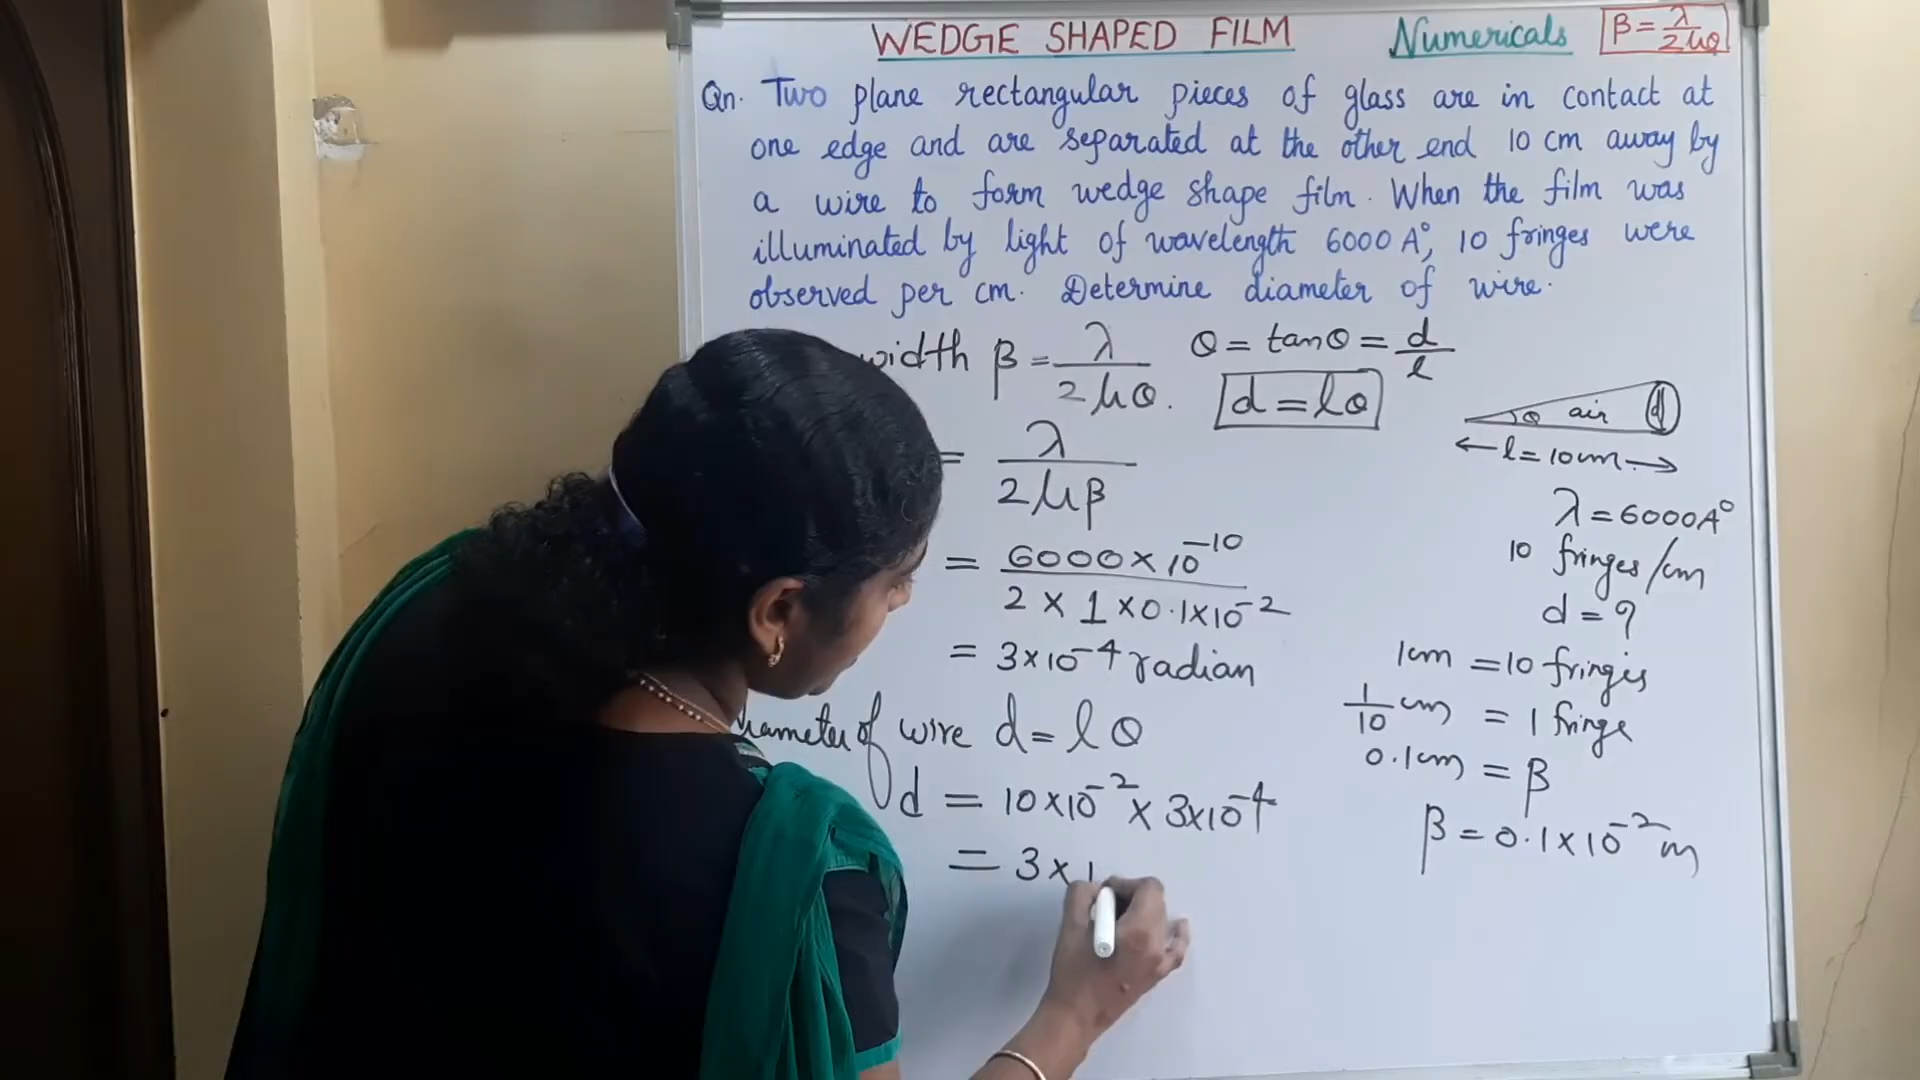 WEDGE SHAPED FILM Numericals β = λ/2μθ
Qn. Two plane rectangular pieces of glass are in contact at
one edge and are separated at the other end 10 cm away by
a wire to form wedge shape film. When the film was
illuminated by light of wavelength 6000 A°, 10 fringes were
observed per cm. Determine diameter of wire.
width β = λ/2μθ. θ = tanθ = d/l
d = lθ
θ air d
l = 10cm
= λ/2μβ
λ = 6000A°
= 6000 × 10⁻¹⁰ / 2 × 1 × 0.1 × 10⁻²
10 fringes/cm
d = ?
= 3×10⁻⁴ radian
1cm = 10 fringes
1/10 cm = 1 fringe
of wire d = lθ
0.1cm = β
d = 10×10⁻² × 3×10⁻⁴
β = 0.1 × 10⁻² m
= 3 × 1